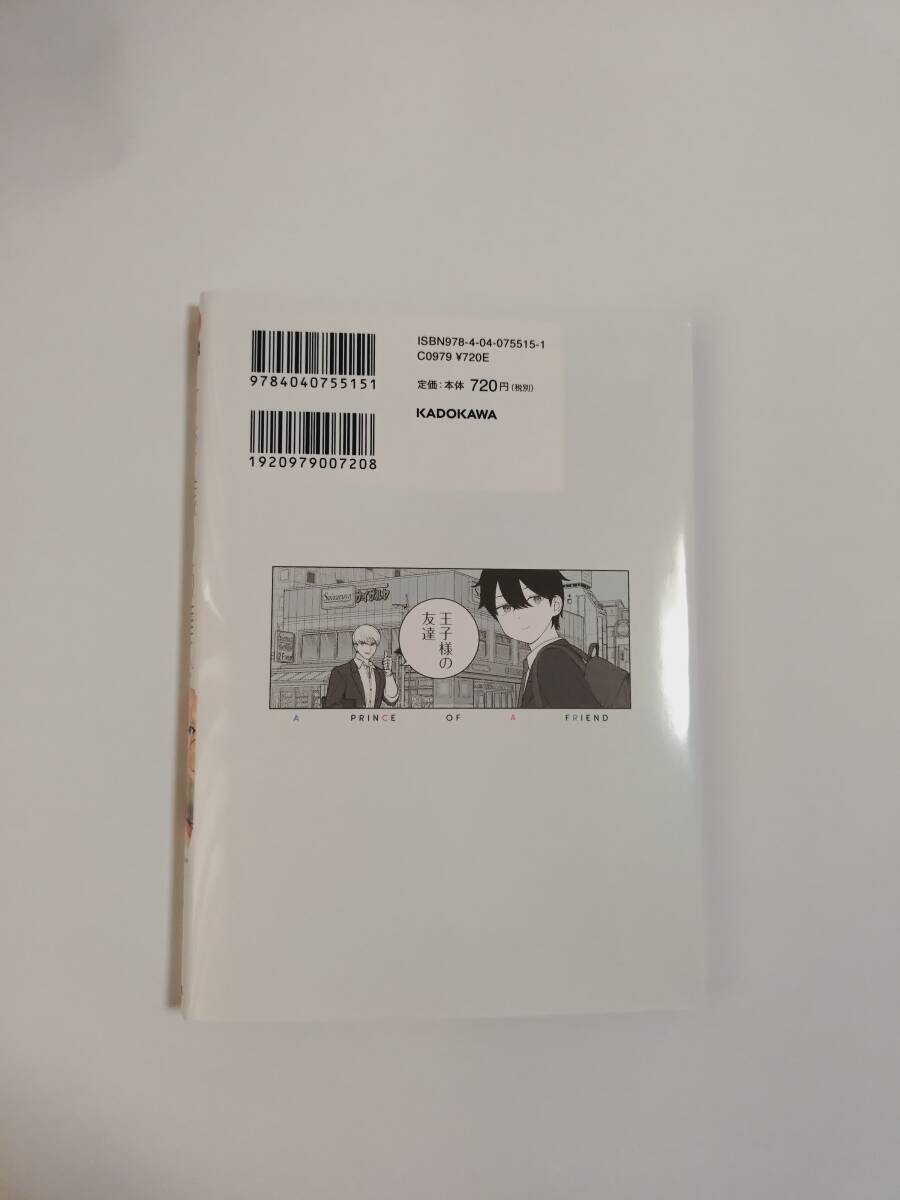 ISBN978-4-04-075515-1
C0979 ¥720E
9784040755151
定価:本体 720円(税別)
KADOKAWA
1920979007208
王子様の
友達
A PRINCE OF A FRIEND